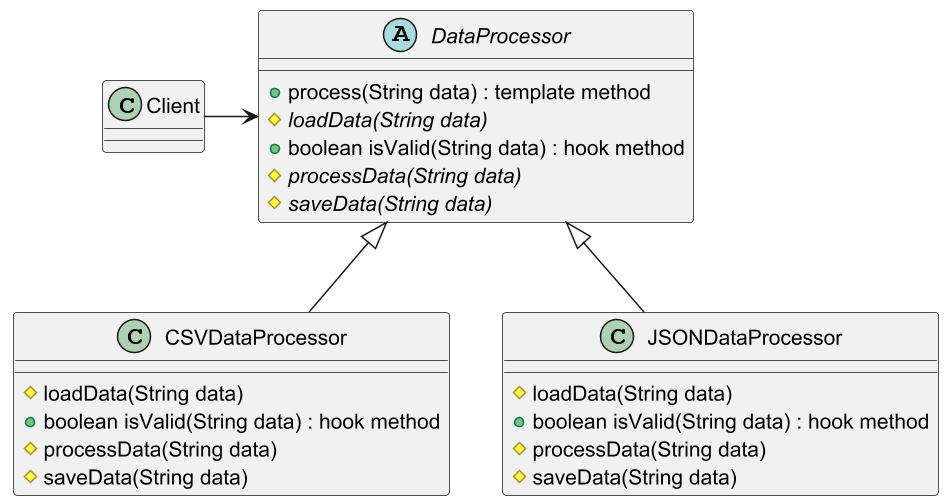 A DataProcessor
process(String data) : template method
loadData(String data)
boolean isValid(String data) : hook method
processData(String data)
saveData(String data)
C Client
C CSVDataProcessor
loadData(String data)
boolean isValid(String data) : hook method
processData(String data)
saveData(String data)
C JSONDataProcessor
loadData(String data)
boolean isValid(String data) : hook method
processData(String data)
saveData(String data)